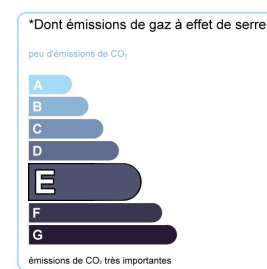 *Dont émissions de gaz à effet de serre
peu d'émissions de CO₂
A
B
C
D
E
F
G
émissions de CO₂ très importantes